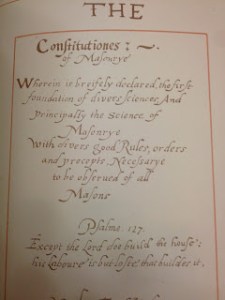 THE
Constitutiones: ~.
of Masonrye
Wherein is breifely declared, the first
foundation of divers sciences, And
principally the Science of
Masonrye
With divers good Rules, orders
and precepts Necessarye
to be observed of all
Masons
Psalme. 127.
Except the Lord doe build the house;
his laboure is but loste that builds it.